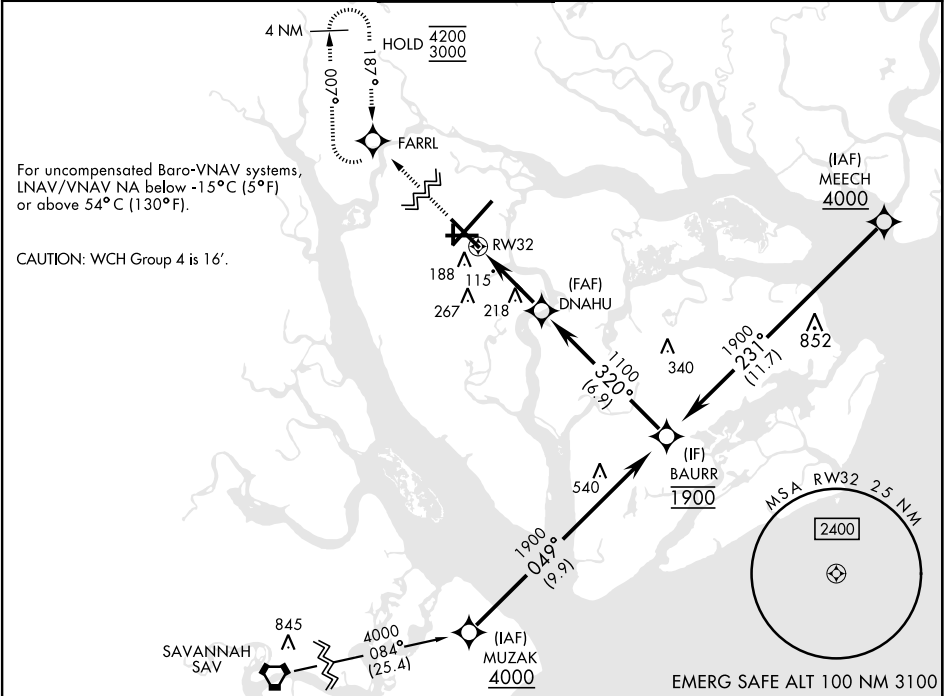 4 NM
HOLD 4200
3000
187°
007°
FARRL
For uncompensated Baro-VNAV systems,
LNAV/VNAV NA below -15°C (5°F)
or above 54°C (130°F).
CAUTION: WCH Group 4 is 16'.
(IAF)
MEECH
4000
RW32
188
115
267
218
(FAF)
DNAHU
852
340
1900
231°
(11.7)
1100
320°
(6.9)
(IF)
BAURR
1900
540
1900
049°
(9.9)
MSA RW32 25 NM
2400
845
SAVANNAH
SAV
4000
084°
(25.4)
(IAF)
MUZAK
4000
EMERG SAFE ALT 100 NM 3100